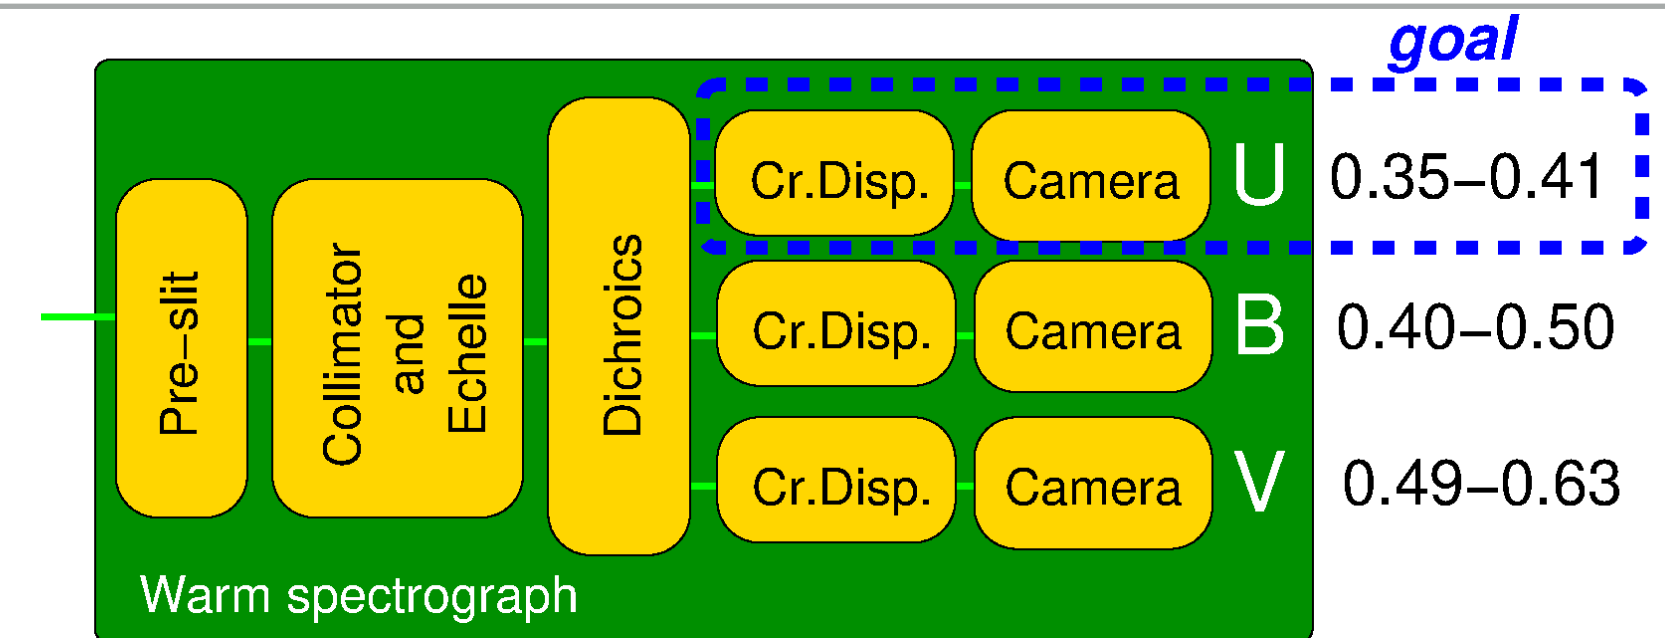 goal
Pre−slit
Collimator
and
Echelle
Dichroics
Cr.Disp.
Camera
U
0.35−0.41
Cr.Disp.
Camera
B
0.40−0.50
Cr.Disp.
Camera
V
0.49−0.63
Warm spectrograph